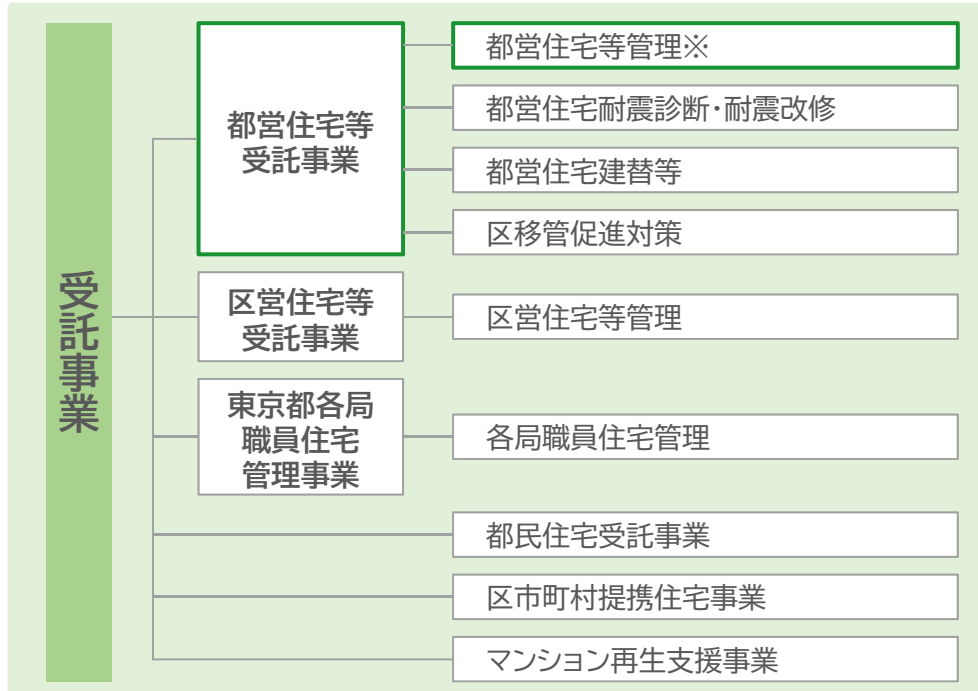 受託事業
都営住宅等
受託事業
都営住宅等管理※
都営住宅耐震診断・耐震改修
都営住宅建替等
区移管促進対策
区営住宅等
受託事業
区営住宅等管理
東京都各局
職員住宅
管理事業
各局職員住宅管理
都民住宅受託事業
区市町村提携住宅事業
マンション再生支援事業